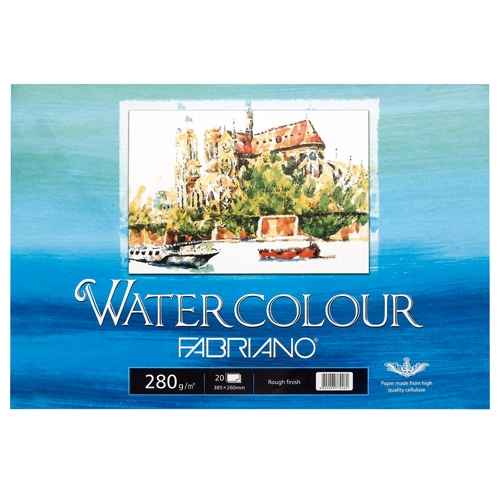 WATERCOLOUR
FABRIANO®
280 g/m²
20
385×260mm
Rough finish
Paper made from high
quality cellulose